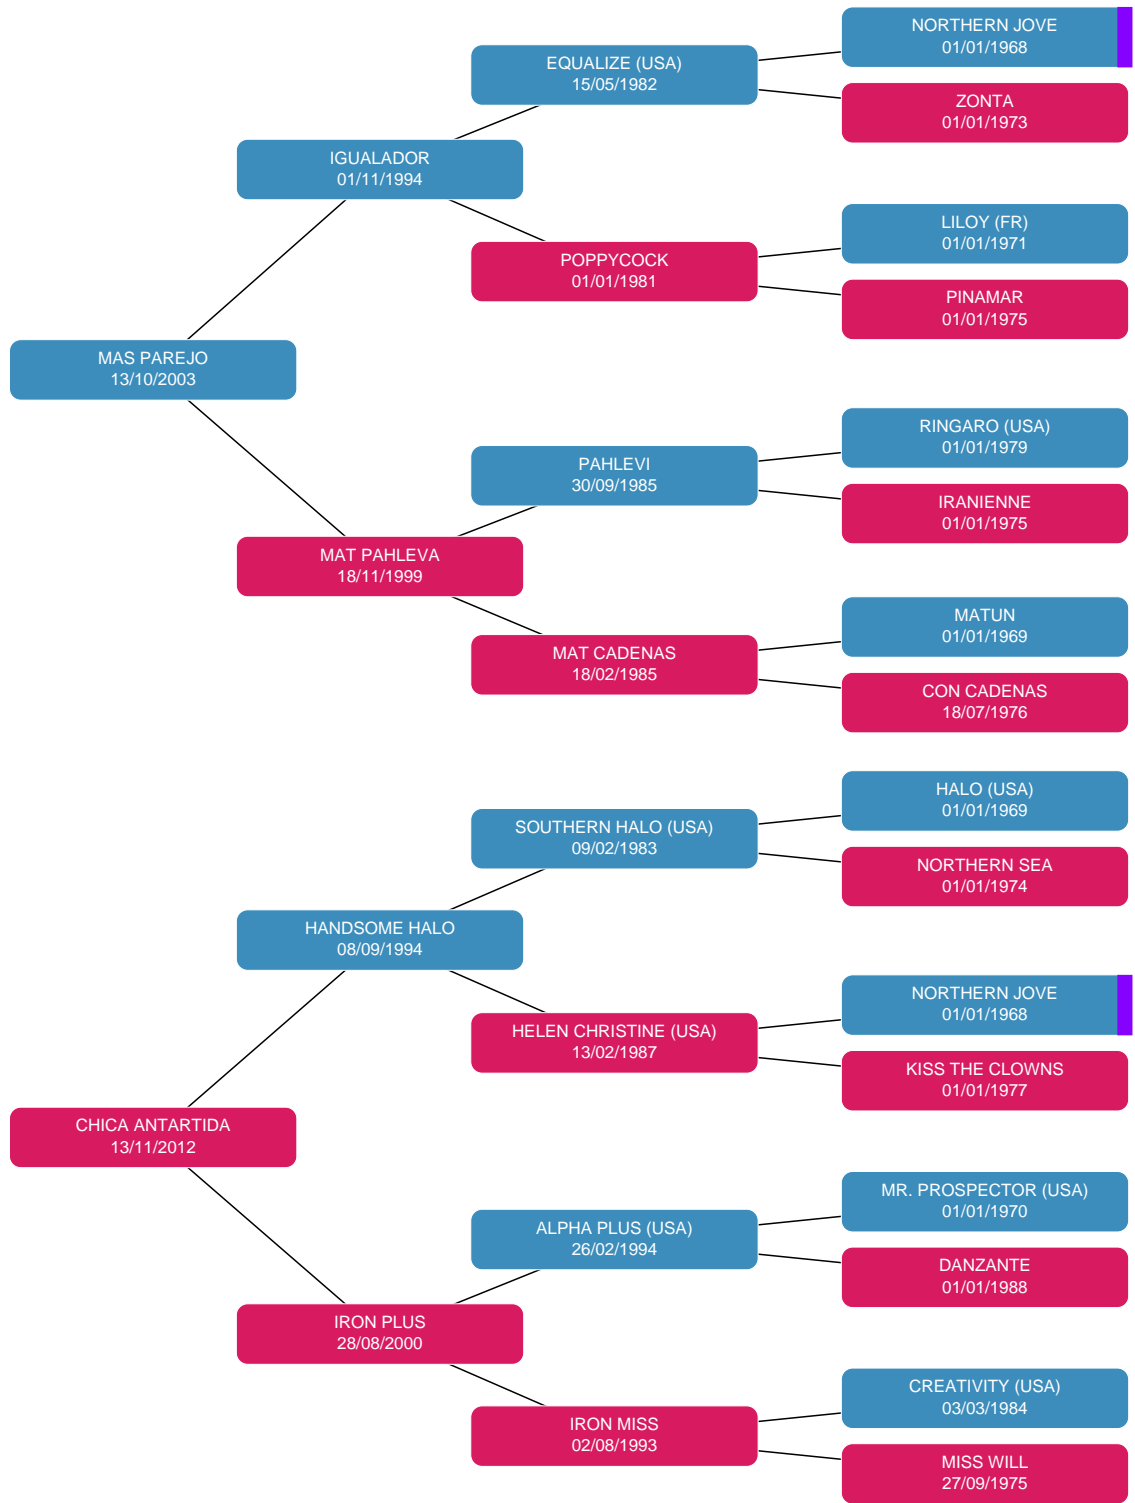 NORTHERN JOVE
01/01/1968
EQUALIZE (USA)
15/05/1982
ZONTA
01/01/1973
IGUALADOR
01/11/1994
LILOY (FR)
01/01/1971
POPPYCOCK
01/01/1981
PINAMAR
01/01/1975
MAS PAREJO
13/10/2003
RINGARO (USA)
01/01/1979
PAHLEVI
30/09/1985
IRANIENNE
01/01/1975
MAT PAHLEVA
18/11/1999
MATUN
01/01/1969
MAT CADENAS
18/02/1985
CON CADENAS
18/07/1976
HALO (USA)
01/01/1969
SOUTHERN HALO (USA)
09/02/1983
NORTHERN SEA
01/01/1974
HANDSOME HALO
08/09/1994
NORTHERN JOVE
01/01/1968
HELEN CHRISTINE (USA)
13/02/1987
KISS THE CLOWNS
01/01/1977
CHICA ANTARTIDA
13/11/2012
MR. PROSPECTOR (USA)
01/01/1970
ALPHA PLUS (USA)
26/02/1994
DANZANTE
01/01/1988
IRON PLUS
28/08/2000
CREATIVITY (USA)
03/03/1984
IRON MISS
02/08/1993
MISS WILL
27/09/1975